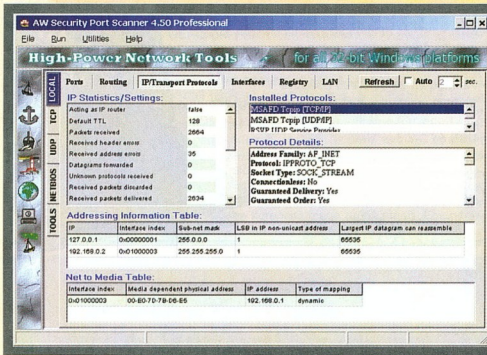 AW Security Port Scanner 4.50 Professional
File Run Utilities Help
High-Power Network Tools for all 32-bit Windows platforms
Ports Routing IP/Transport Protocols Interfaces Registry LAN Refresh Auto 2 sec.
LOCAL
TCP
UDP
NETBIOS
TOOLS
IP Statistics/Settings:
Acting as IP router false
Default TTL 128
Packets received 2664
Received header errors 0
Received address errors 35
Datagrams forwarded 0
Unknown protocols received 0
Received packets discarded 0
Received packets delivered 2634
Installed Protocols:
MSAFD Tcpip [TCP/IP]
MSAFD Tcpip [UDP/IP]
RSVP UDP Service Provider
Protocol Details:
Address Family: AF_INET
Protocol: IPPROTO_TCP
Socket Type: SOCK_STREAM
Connectionless: No
Guaranteed Delivery: Yes
Guaranteed Order: Yes
Addressing Information Table:
IP Interface index Sub-net mask LSB in IP non-unicast address Largest IP datagram can reassemble
127.0.0.1 0x00000001 255.0.0.0 1 65535
192.168.0.2 0x01000003 255.255.255.0 1 65535
Net to Media Table:
Interface index Media dependent physical address IP address Type of mapping
0x01000003 00-E0-7D-7B-D6-E5 192.168.0.1 dynamic